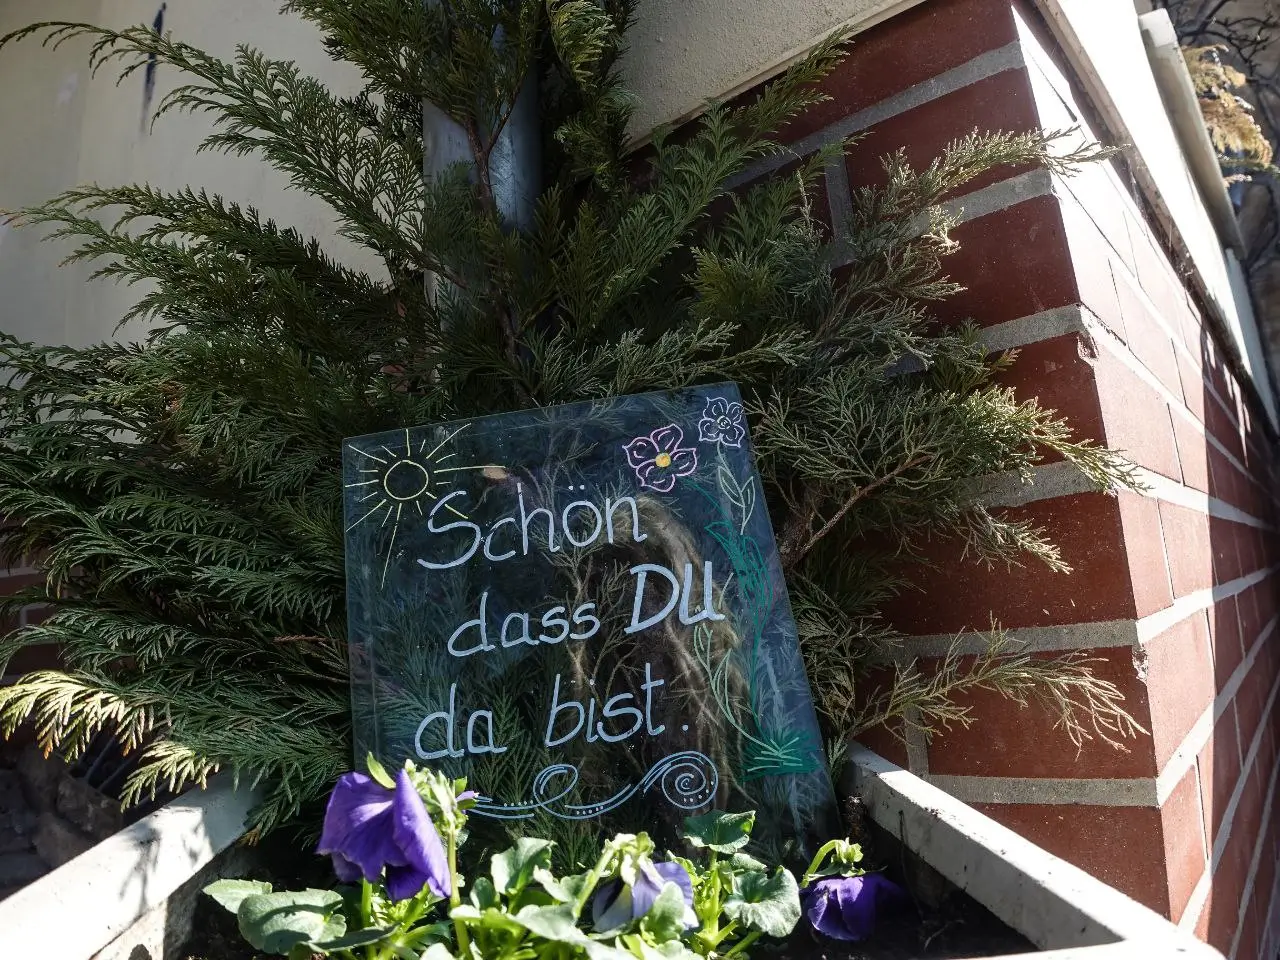 Schön
dass DU
da bist.